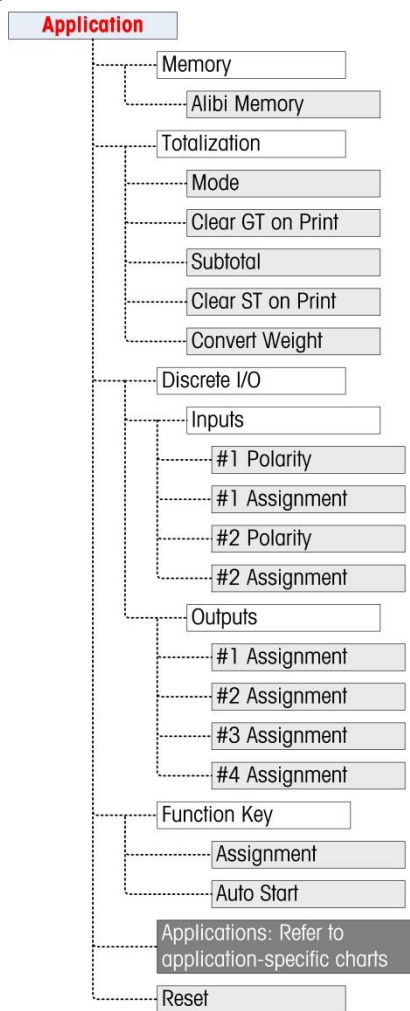 Application
Memory
Alibi Memory
Totalization
Mode
Clear GT on Print
Subtotal
Clear ST on Print
Convert Weight
Discrete I/O
Inputs
#1 Polarity
#1 Assignment
#2 Polarity
#2 Assignment
Outputs
#1 Assignment
#2 Assignment
#3 Assignment
#4 Assignment
Function Key
Assignment
Auto Start
Applications: Refer to
application-specific charts
Reset